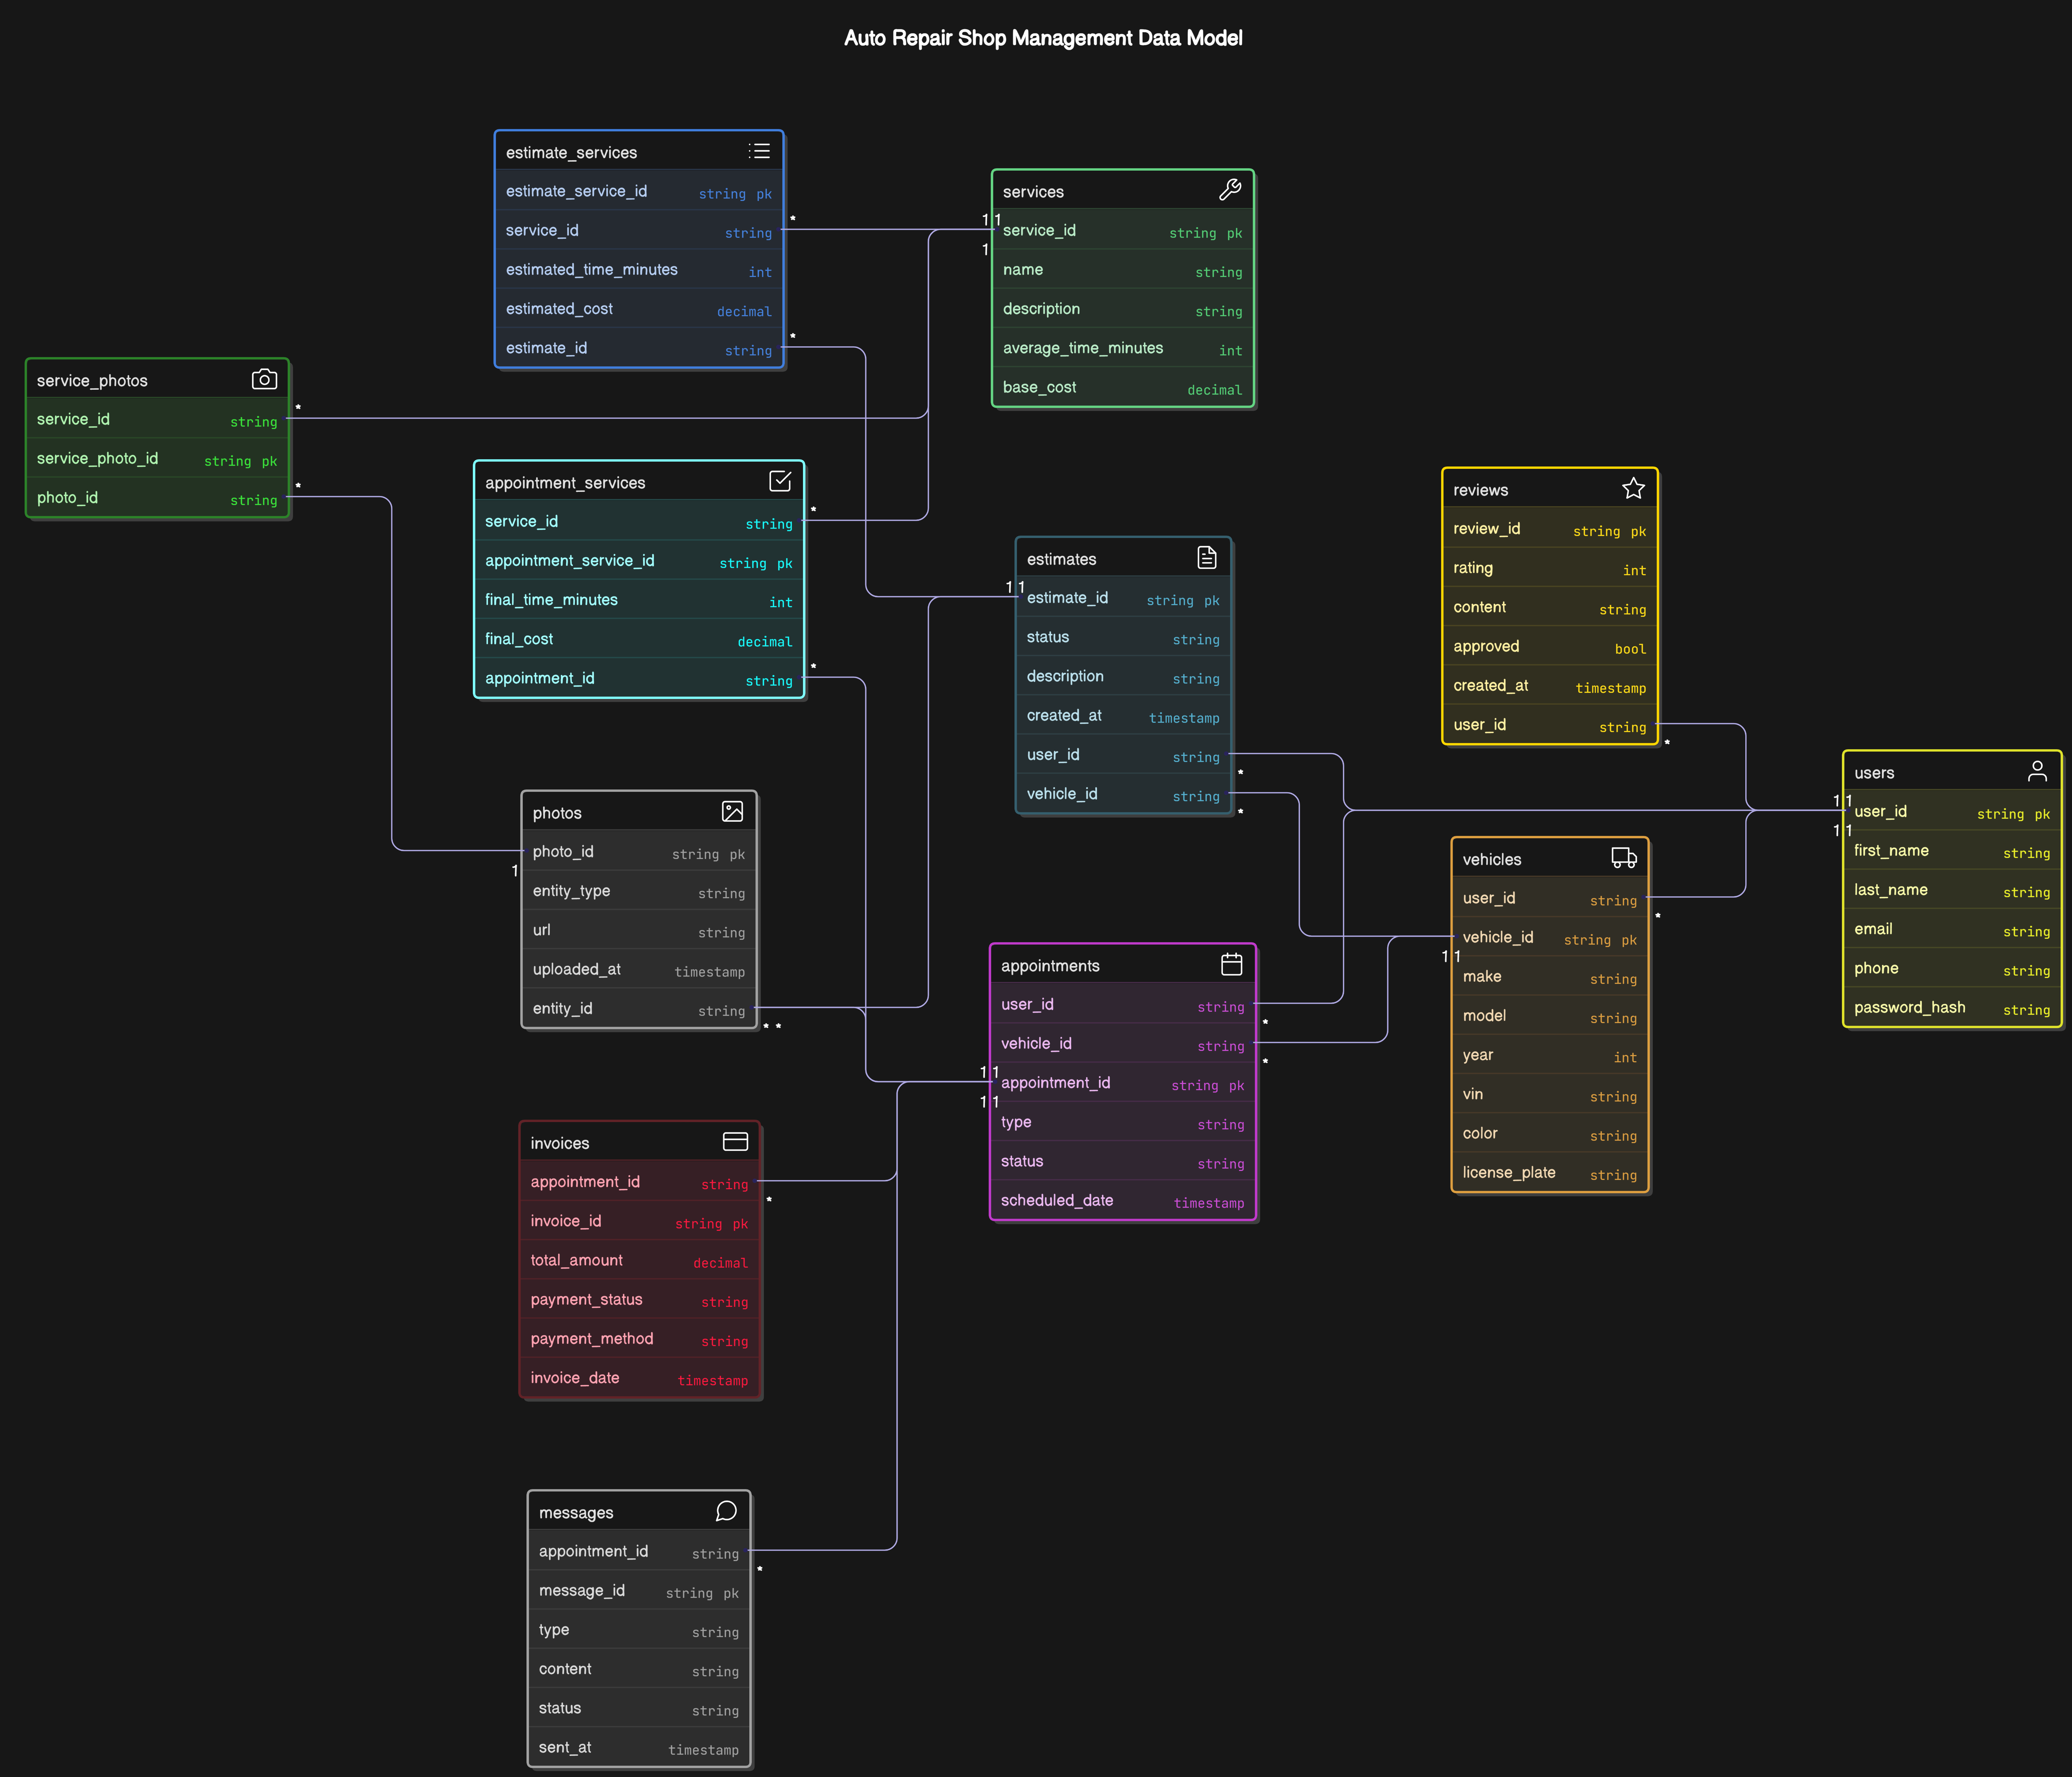 Auto Repair Shop Management Data Model
estimate_services
estimate_service_id string pk
service_id string *
estimated_time_minutes int
estimated_cost decimal
estimate_id string *
services
1 1
service_id string pk
1
name string
description string
average_time_minutes int
base_cost decimal
service_photos
service_id string *
service_photo_id string pk
photo_id string *
appointment_services
service_id string *
appointment_service_id string pk
final_time_minutes int
final_cost decimal
appointment_id string *
estimates
1 1
estimate_id string pk
status string
description string
created_at timestamp
user_id string *
vehicle_id string *
reviews
review_id string pk
rating int
content string
approved bool
created_at timestamp
user_id string *
users
1 1
user_id string pk
1 1
first_name string
last_name string
email string
phone string
password_hash string
photos
photo_id string pk
1
entity_type string
url string
uploaded_at timestamp
entity_id string * *
vehicles
user_id string *
vehicle_id string pk
1 1
make string
model string
year int
vin string
color string
license_plate string
appointments
user_id string *
vehicle_id string *
1 1
appointment_id string pk
1 1
type string
status string
scheduled_date timestamp
invoices
appointment_id string *
invoice_id string pk
total_amount decimal
payment_status string
payment_method string
invoice_date timestamp
messages
appointment_id string *
message_id string pk
type string
content string
status string
sent_at timestamp